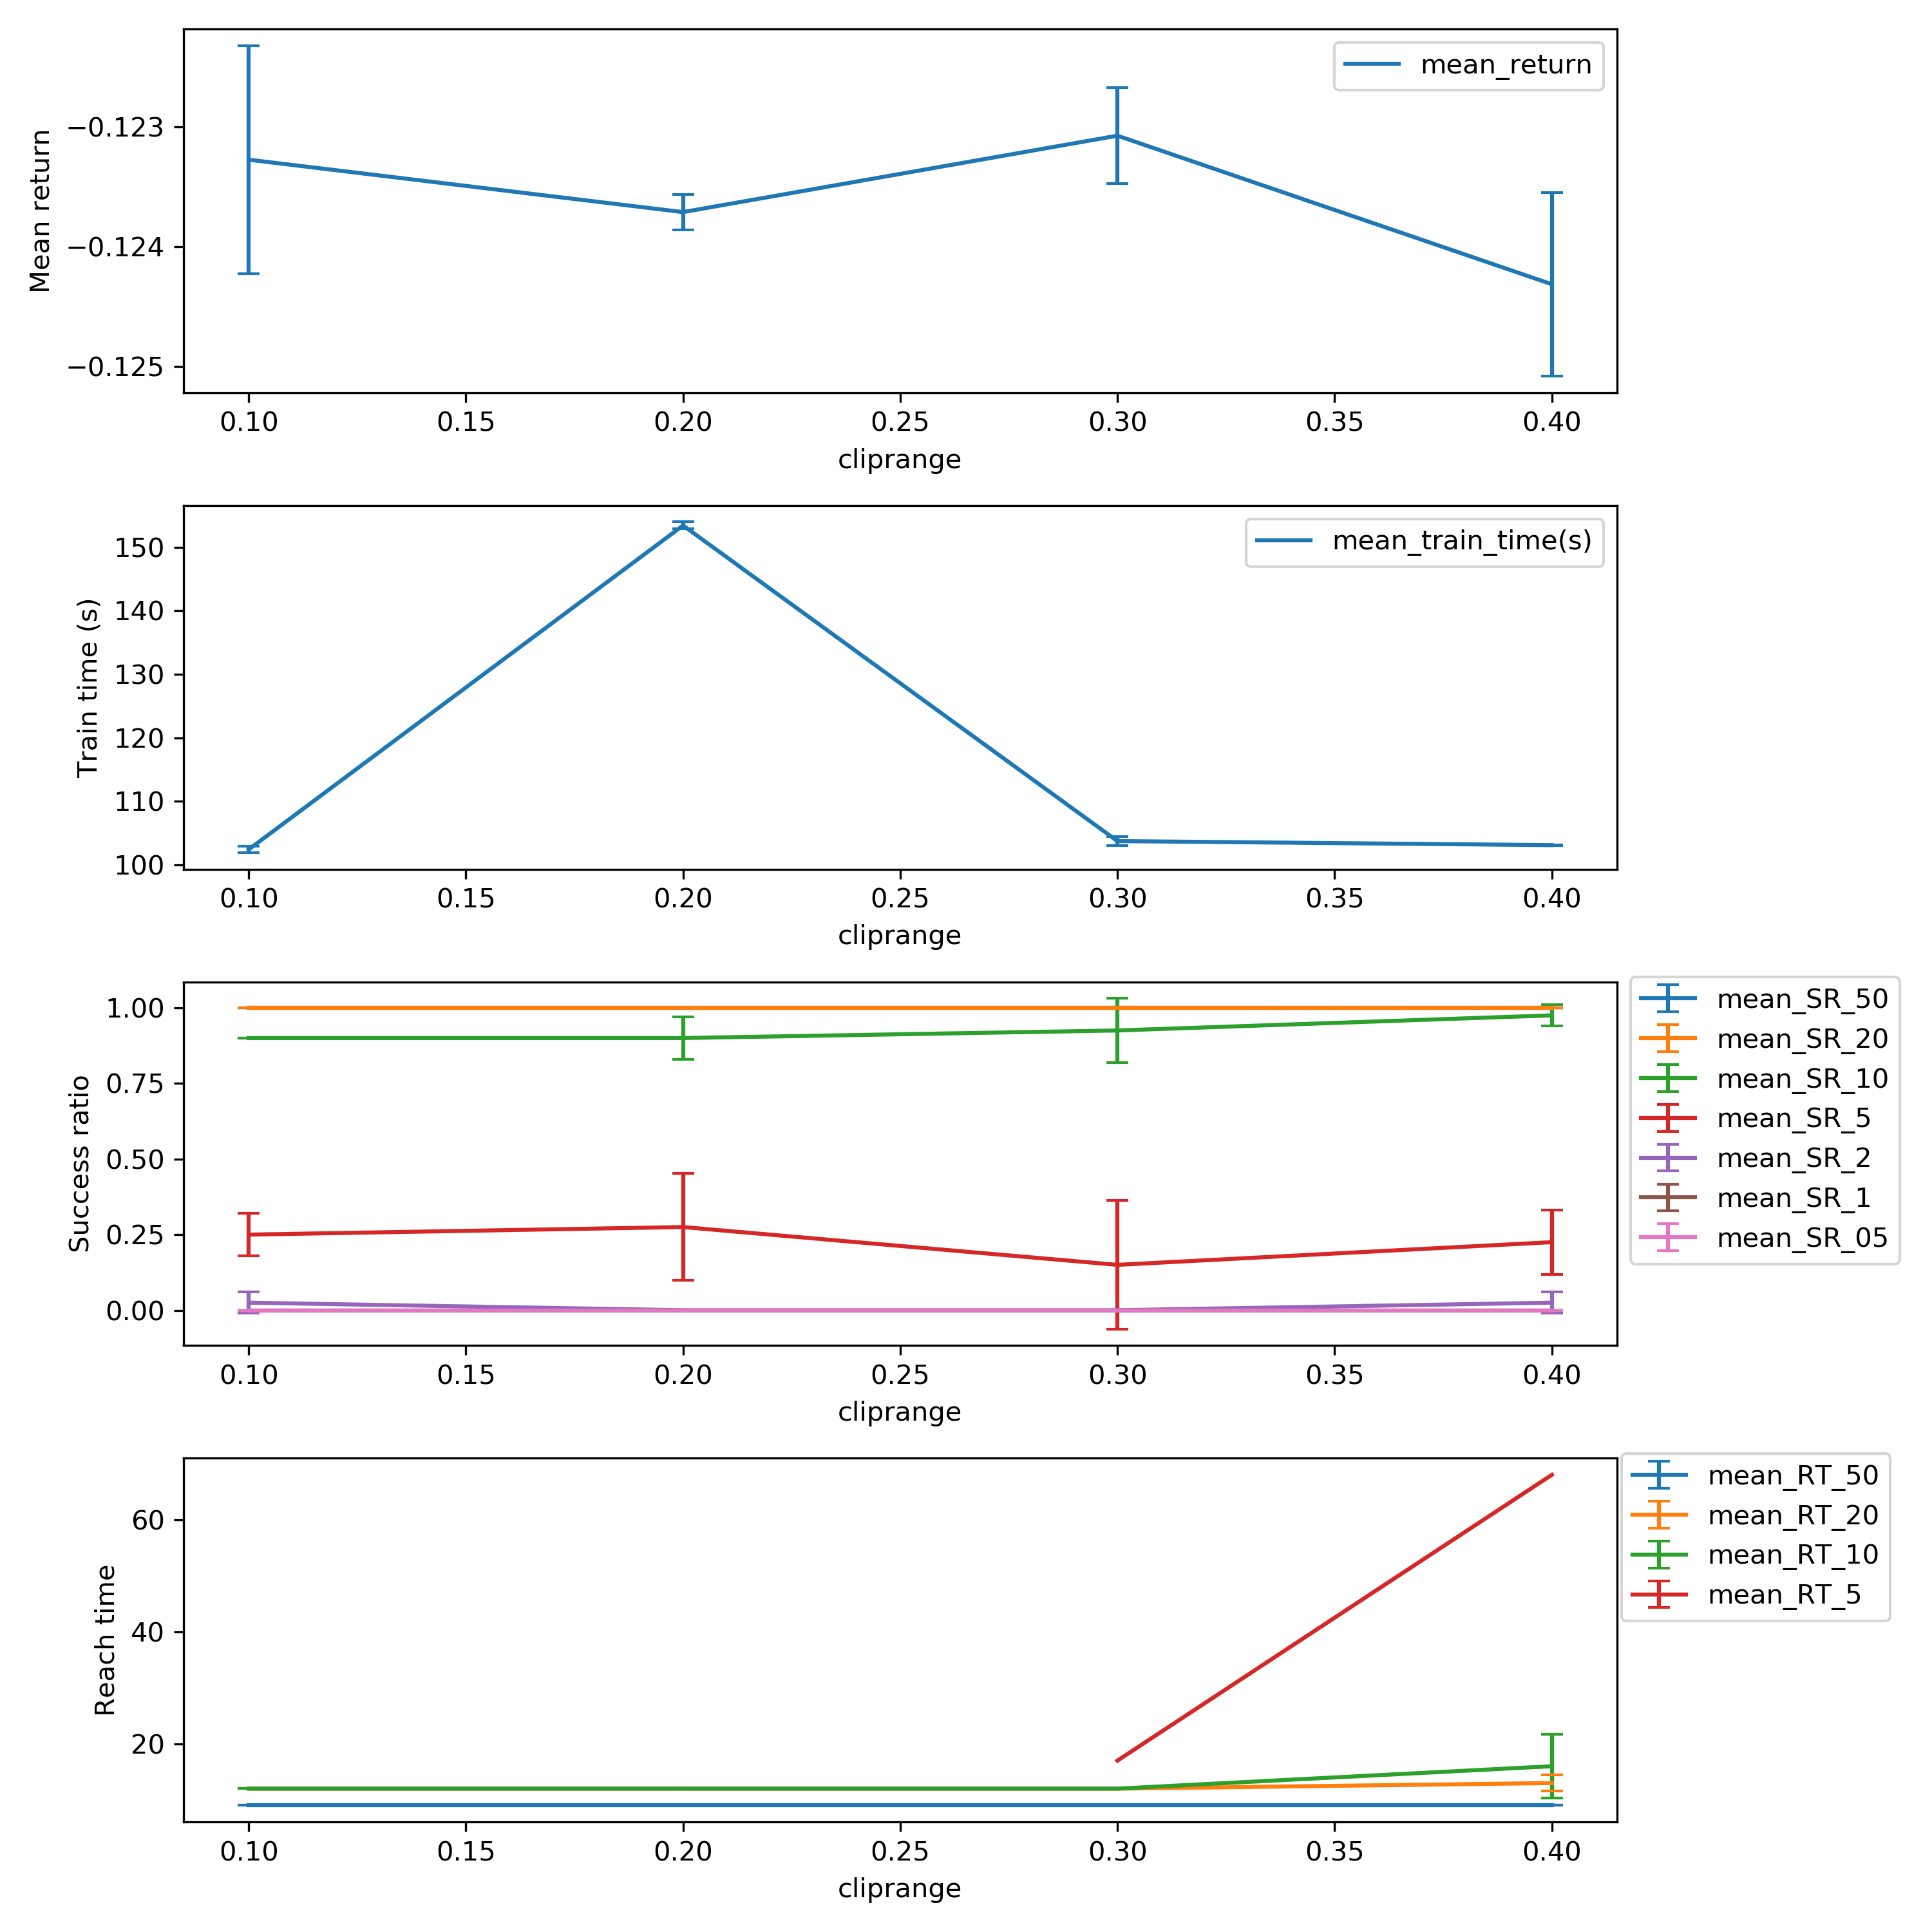 mean_return
−0.123
−0.124
−0.125
Mean return
0.10 0.15 0.20 0.25 0.30 0.35 0.40
cliprange
mean_train_time(s)
150
140
130
120
110
100
Train time (s)
0.10 0.15 0.20 0.25 0.30 0.35 0.40
cliprange
1.00
0.75
0.50
0.25
0.00
Success ratio
mean_SR_50
mean_SR_20
mean_SR_10
mean_SR_5
mean_SR_2
mean_SR_1
mean_SR_05
0.10 0.15 0.20 0.25 0.30 0.35 0.40
cliprange
60
40
20
Reach time
mean_RT_50
mean_RT_20
mean_RT_10
mean_RT_5
0.10 0.15 0.20 0.25 0.30 0.35 0.40
cliprange